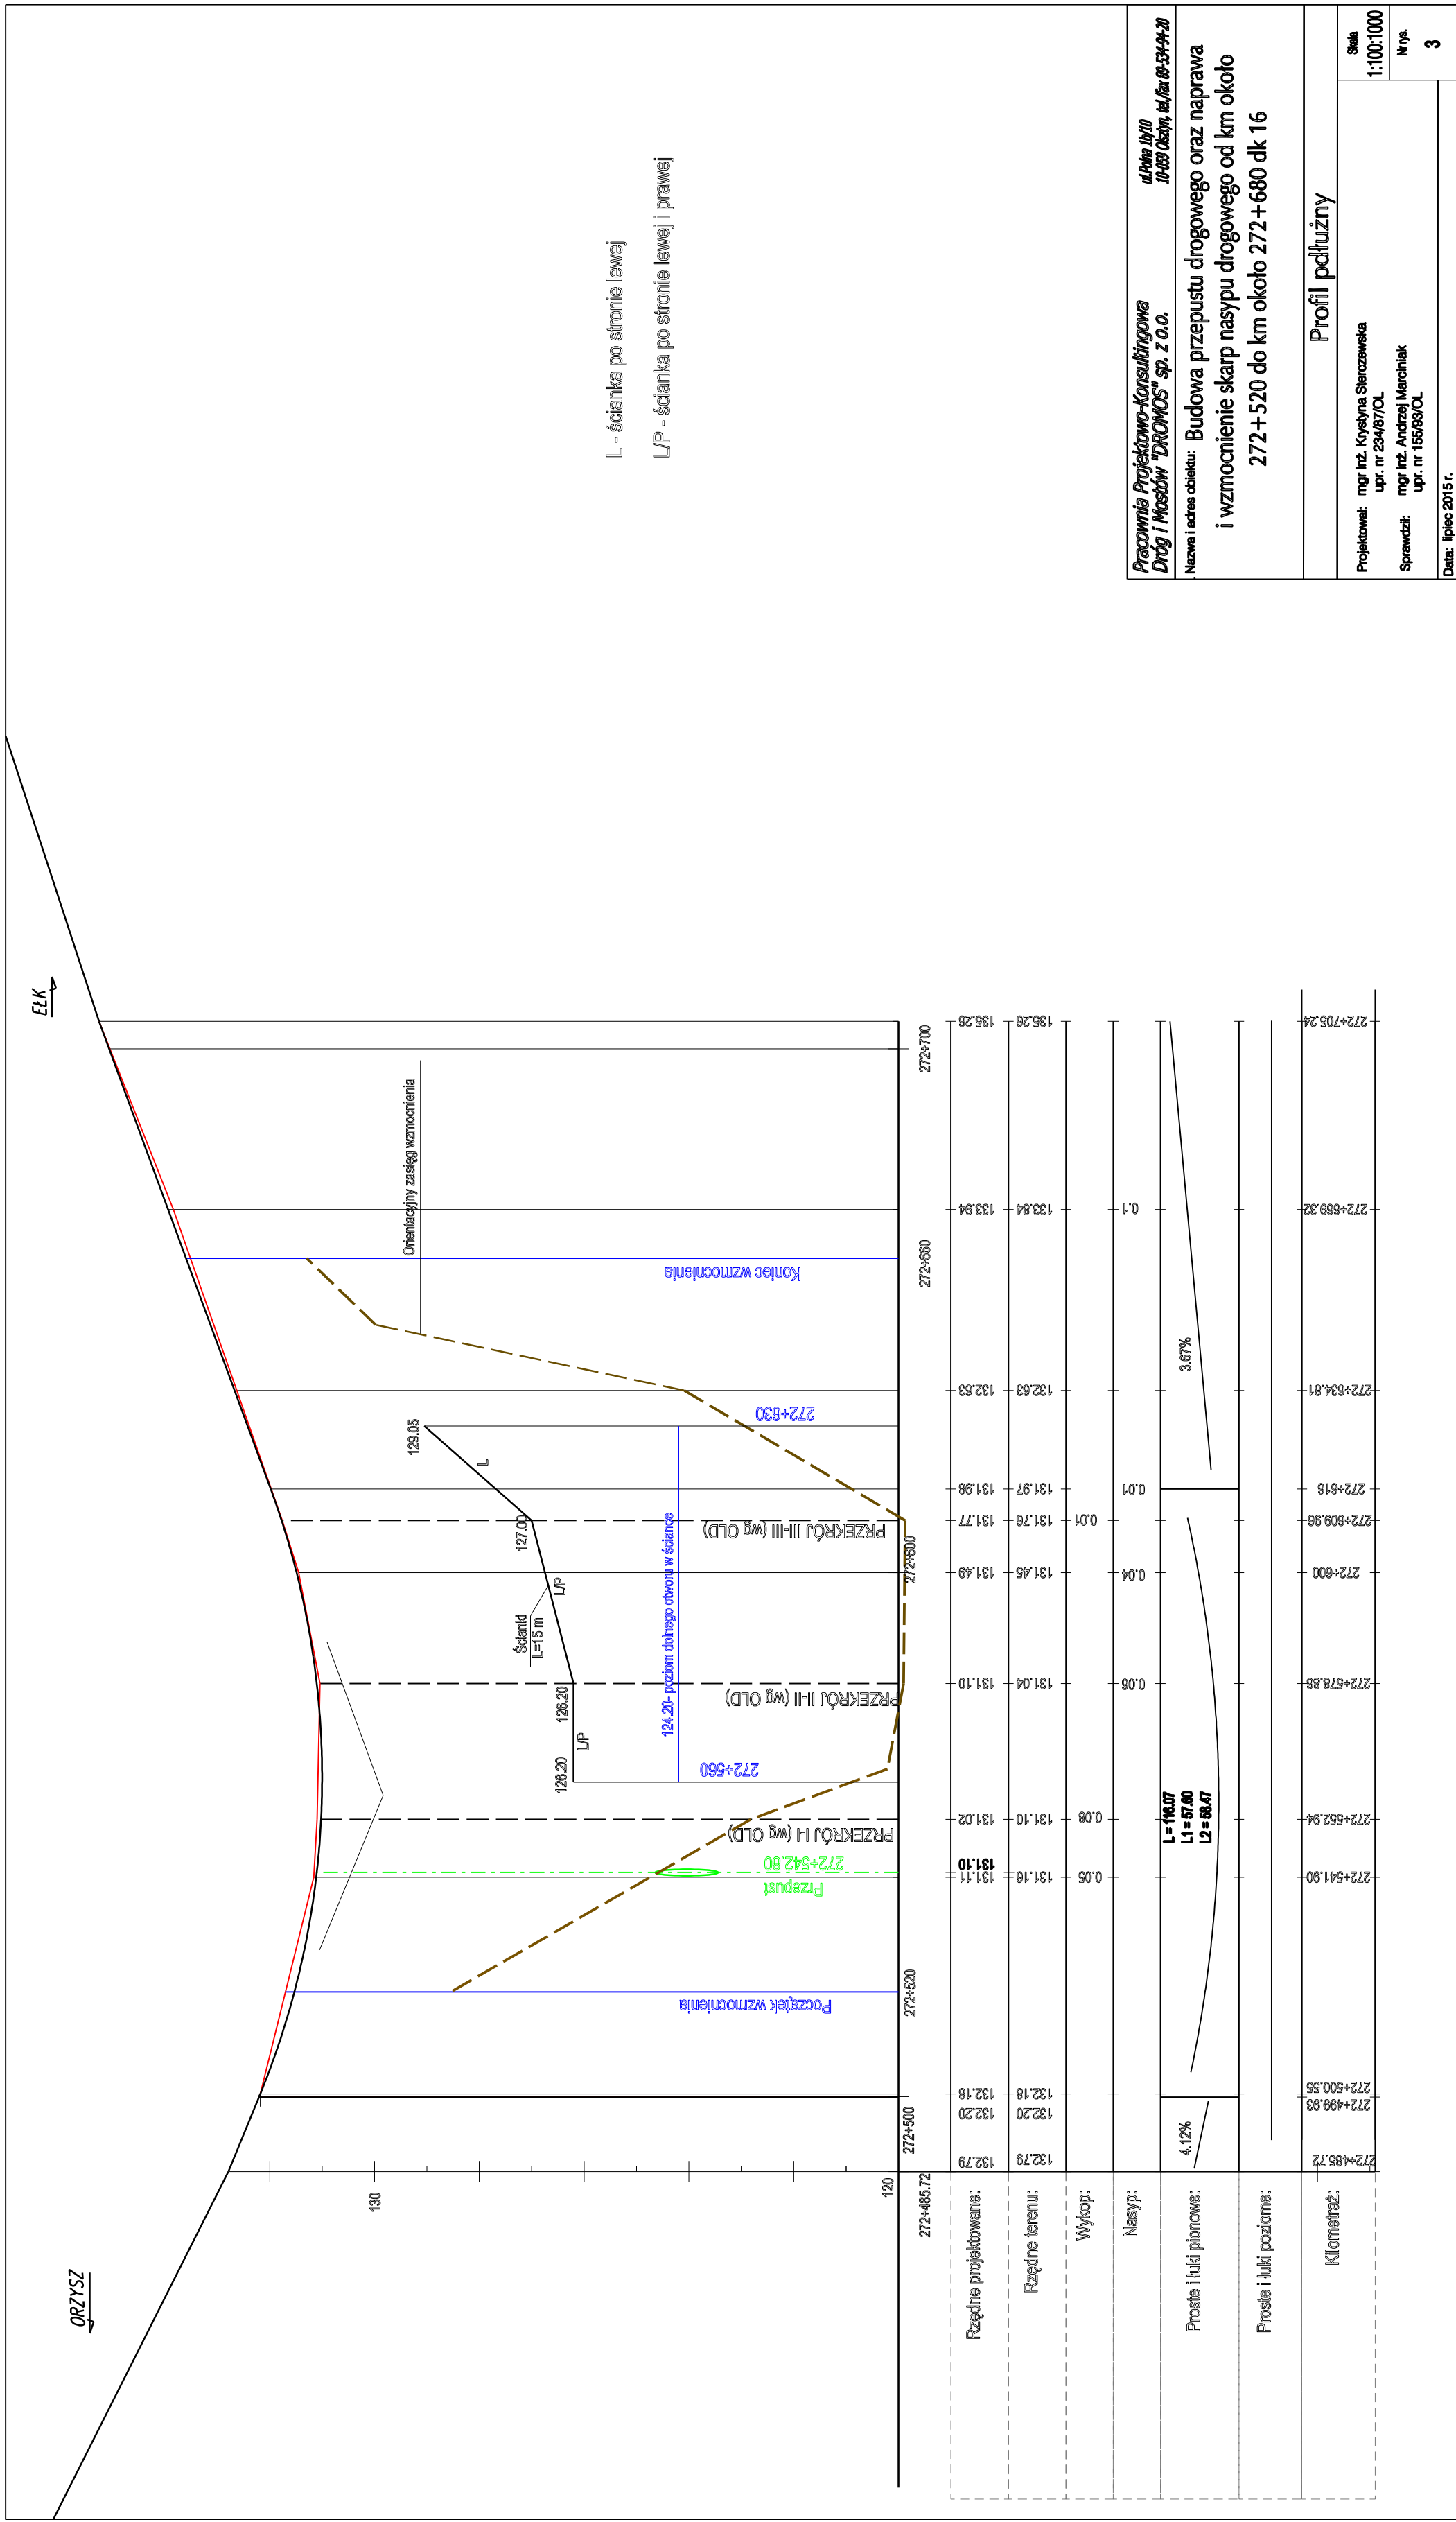 ORZYSZ
EŁK
Orientacyjny zasięg wzmocnienia
L - ścianka po stronie lewej
L/P - ścianka po stronie lewej i prawej
130
120
129.05
L
127.00
L/P
Ścianki
L=15 m
126.20
L/P
126.20
Początek wzmocnienia
Przepust
272+542.80
PRZEKRÓJ I-I (wg OLD)
272+560
124.20- poziom dolnego otworu w ściance
PRZEKRÓJ II-II (wg OLD)
PRZEKRÓJ III-III (wg OLD)
272+630
Koniec wzmocnienia
272+485.72
272+500
272+520
272+600
272+660
272+700
Rzędne projektowane:
132.79
132.20
132.18
131.11
131.10
131.02
131.10
131.49
131.77
131.98
132.63
133.94
135.26
Rzędne terenu:
132.79
132.20
132.18
131.16
131.10
131.04
131.45
131.76
131.97
132.63
133.84
135.26
Wykop:
0.05
0.08
0.01
Nasyp:
0.06
0.04
0.01
0.1
Proste i łuki pionowe:
4.12%
L = 116.07
L1 = 57.60
L2 = 58.47
3.67%
Proste i łuki poziome:
Kilometraż:
272+485.72
272+499.93
272+500.55
272+541.90
272+552.94
272+578.86
272+600
272+609.96
272+616
272+634.81
272+669.32
272+705.24
Pracownia Projektowo-Konsultingowa
Dróg i Mostów "DROMOS" sp. z o.o.
ul.Polna 1b/10
10-059 Olsztyn, tel./fax 89-534-94-20
Nazwa i adres obiektu: Budowa przepustu drogowego oraz naprawa
i wzmocnienie skarp nasypu drogowego od km około
272+520 do km około 272+680 dk 16
Profil pdłużny
Projektował: mgr inż. Krystyna Sterczewska
upr. nr 234/87/OL
Sprawdził: mgr inż. Andrzej Marciniak
upr. nr 155/93/OL
Data: lipiec 2015 r.
Skala
1:100:1000
Nr rys.
3